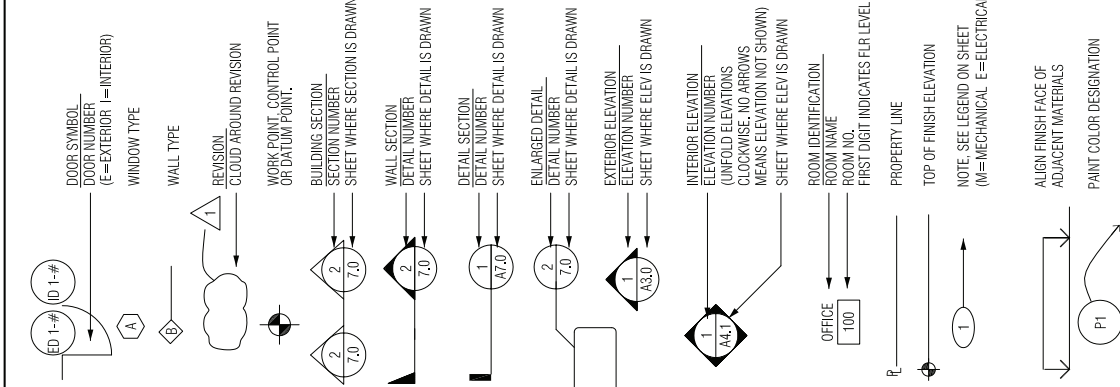 ED 1-#
ID 1-#
DOOR SYMBOL
DOOR NUMBER
(E=EXTERIOR I=INTERIOR)
A
WINDOW TYPE
B
WALL TYPE
1
REVISION
CLOUD AROUND REVISION
WORK POINT, CONTROL POINT
OR DATUM POINT.
2
7.0
2
7.0
BUILDING SECTION
SECTION NUMBER
SHEET WHERE SECTION IS DRAWN
2
7.0
WALL SECTION
DETAIL NUMBER
SHEET WHERE DETAIL IS DRAWN
1
A7.0
DETAIL SECTION
DETAIL NUMBER
SHEET WHERE DETAIL IS DRAWN
2
7.0
ENLARGED DETAIL
DETAIL NUMBER
SHEET WHERE DETAIL IS DRAWN
1
A3.0
EXTERIOR ELEVATION
ELEVATION NUMBER
SHEET WHERE ELEV IS DRAWN
1
A4.1
INTERIOR ELEVATION
ELEVATION NUMBER
(UNFOLD ELEVATIONS
CLOCKWISE, NO ARROWS
MEANS ELEVATION NOT SHOWN)
SHEET WHERE ELEV IS DRAWN
OFFICE
100
ROOM IDENTIFICATION
ROOM NAME
ROOM NO.
FIRST DIGIT INDICATES FLR LEVEL
PL
PROPERTY LINE
TOP OF FINISH ELEVATION
1
NOTE, SEE LEGEND ON SHEET
(M=MECHANICAL E=ELECTRICA
ALIGN FINISH FACE OF
ADJACENT MATERIALS
P1
PAINT COLOR DESIGNATION